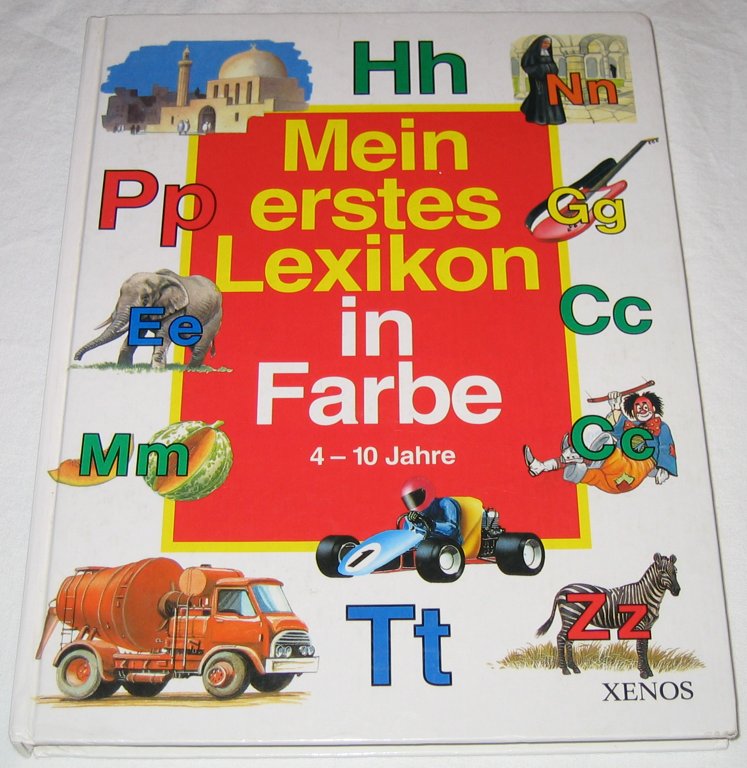 Hh
Nn
Mein
erstes
Lexikon
in
Farbe
4 – 10 Jahre
Pp
Gg
Ee
Cc
Mm
Cc
1
Tt
Zz
XENOS